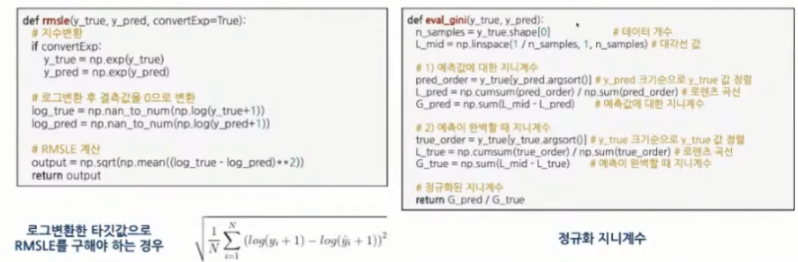 def rmsle(y_true, y_pred, convertExp=True):
# 지수변환
if convertExp:
y_true = np.exp(y_true)
y_pred = np.exp(y_pred)
# 로그변환 후 결측값을 0으로 변환
log_true = np.nan_to_num(np.log(y_true+1))
log_pred = np.nan_to_num(np.log(y_pred+1))
# RMSLE 계산
output = np.sqrt(np.mean((log_true - log_pred)**2))
return output
로그변환한 타깃값으로
RMSLE를 구해야 하는 경우
\sqrt{\frac{1}{N} \sum_{i=1}^{N} (log(y_i + 1) - log(\hat{y}_i + 1))^2}
def eval_gini(y_true, y_pred):
n_samples = y_true.shape[0] # 데이터 개수
L_mid = np.linspace(1 / n_samples, 1, n_samples) # 대각선 값
# 1) 예측값에 대한 지니계수
pred_order = y_true[y_pred.argsort()] # y_pred 크기순으로 y_true 값 정렬
L_pred = np.cumsum(pred_order) / np.sum(pred_order) # 로렌츠 곡선
G_pred = np.sum(L_mid - L_pred) # 예측값에 대한 지니계수
# 2) 예측이 완벽할 때 지니계수
true_order = y_true[y_true.argsort()] # y_true 크기순으로 y_true 값 정렬
L_true = np.cumsum(true_order) / np.sum(true_order) # 로렌츠 곡선
G_true = np.sum(L_mid - L_true) # 예측이 완벽할 때 지니계수
# 정규화된 지니계수
return G_pred / G_true
정규화 지니계수